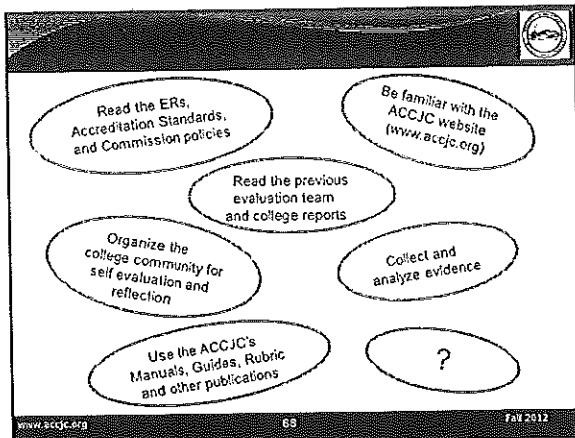 Read the ERs,
Accreditation Standards,
and Commission policies
Be familiar with the
ACCJC website
(www.accjc.org)
Read the previous
evaluation team
and college reports
Organize the
college community for
self evaluation and
reflection
Collect and
analyze evidence
Use the ACCJC's
Manuals, Guides, Rubric
and other publications
?
www.accjc.org
68
Fall 2012